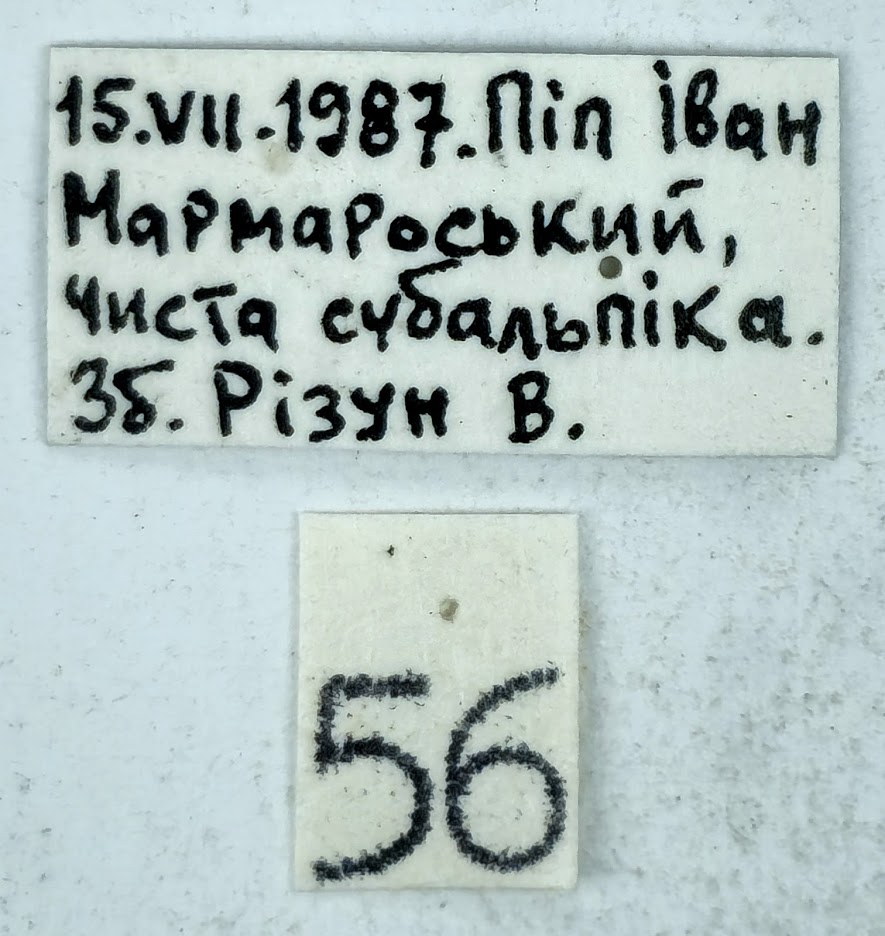 15.VII.1987.Піп Іван
Мармароський,
чиста субальпіка.
Зб. Різун В.
56